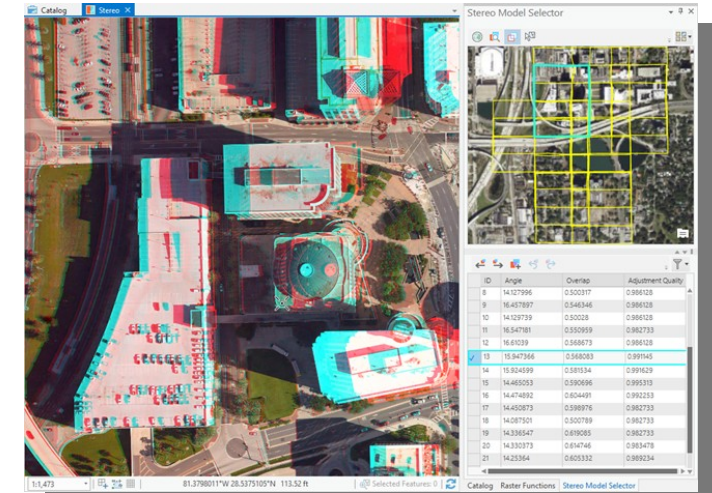 Catalog Stereo
Stereo Model Selector
ID Angle Overlap Adjustment Quality
8 14.127996 0.500317 0.986128
9 16.457897 0.546346 0.986128
10 14.129739 0.50028 0.986128
11 16.547181 0.550959 0.982733
12 16.61039 0.568673 0.986128
13 15.947366 0.568083 0.991145
14 15.924599 0.581534 0.991629
15 14.465053 0.590696 0.995313
16 14.474892 0.604491 0.992253
17 14.450873 0.598976 0.982733
18 14.087501 0.500789 0.982733
19 14.336547 0.619085 0.982733
20 14.330373 0.614746 0.983478
21 14.25364 0.605332 0.989234
1:1,473 81.3798011°W 28.5375105°N 113.52 ft Selected Features: 0
Catalog Raster Functions Stereo Model Selector